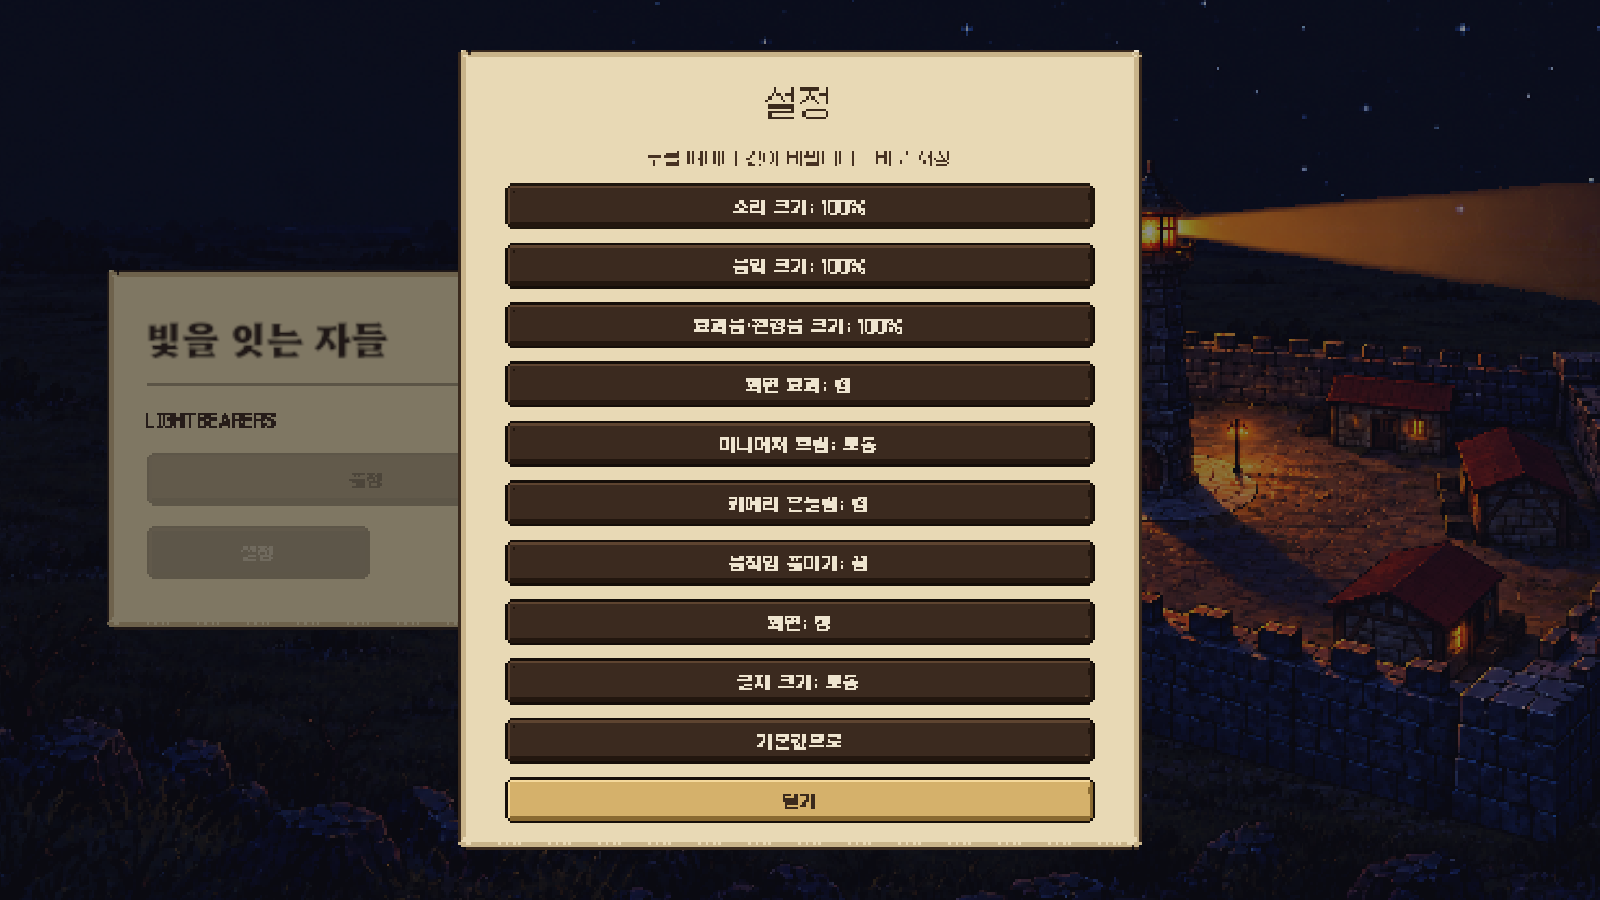 설정
소리 크기: 100%
음악 크기: 100%
효과음·환경음 크기: 100%
화면 효과: 켬
미니어처 흐림: 보통
카메라 흔들림: 켬
움직임 줄이기: 끔
화면: 창
글자 크기: 보통
기본값으로
닫기
빛을 잇는 자들
LIGHTBEARERS
설정